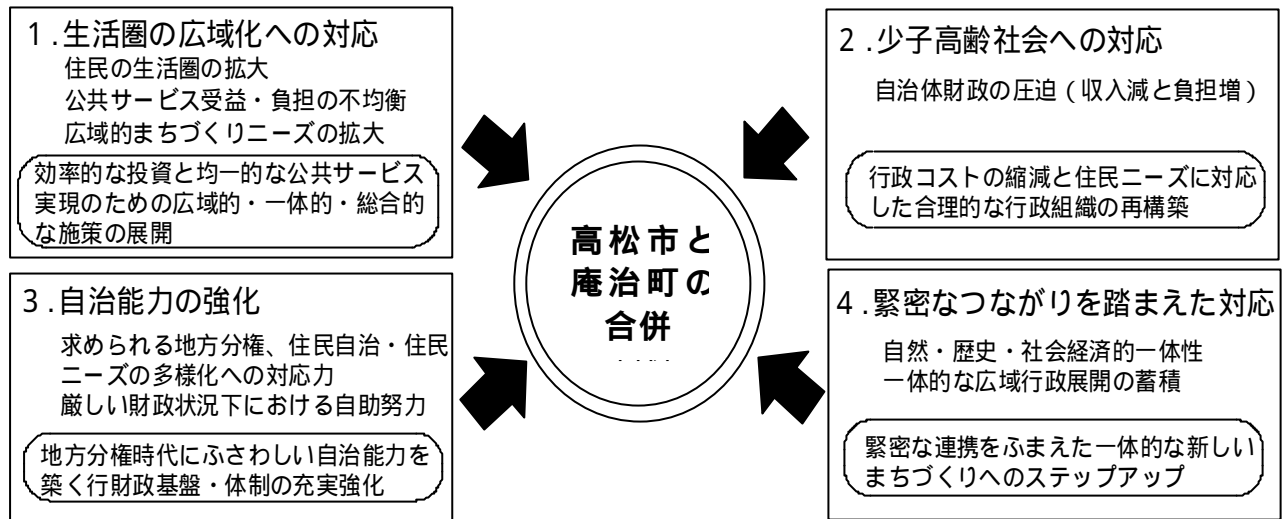 1.生活圏の広域化への対応
住民の生活圏の拡大
公共サービス受益・負担の不均衡
広域的まちづくりニーズの拡大
効率的な投資と均一的な公共サービス
実現のための広域的・一体的・総合的
な施策の展開
2.少子高齢社会への対応
自治体財政の圧迫(収入減と負担増)
行政コストの縮減と住民ニーズに対応
した合理的な行政組織の再構築
高松市と
庵治町の
合併
3.自治能力の強化
求められる地方分権、住民自治・住民
ニーズの多様化への対応力
厳しい財政状況下における自助努力
地方分権時代にふさわしい自治能力を
築く行財政基盤・体制の充実強化
4.緊密なつながりを踏まえた対応
自然・歴史・社会経済的一体性
一体的な広域行政展開の蓄積
緊密な連携をふまえた一体的な新しい
まちづくりへのステップアップ